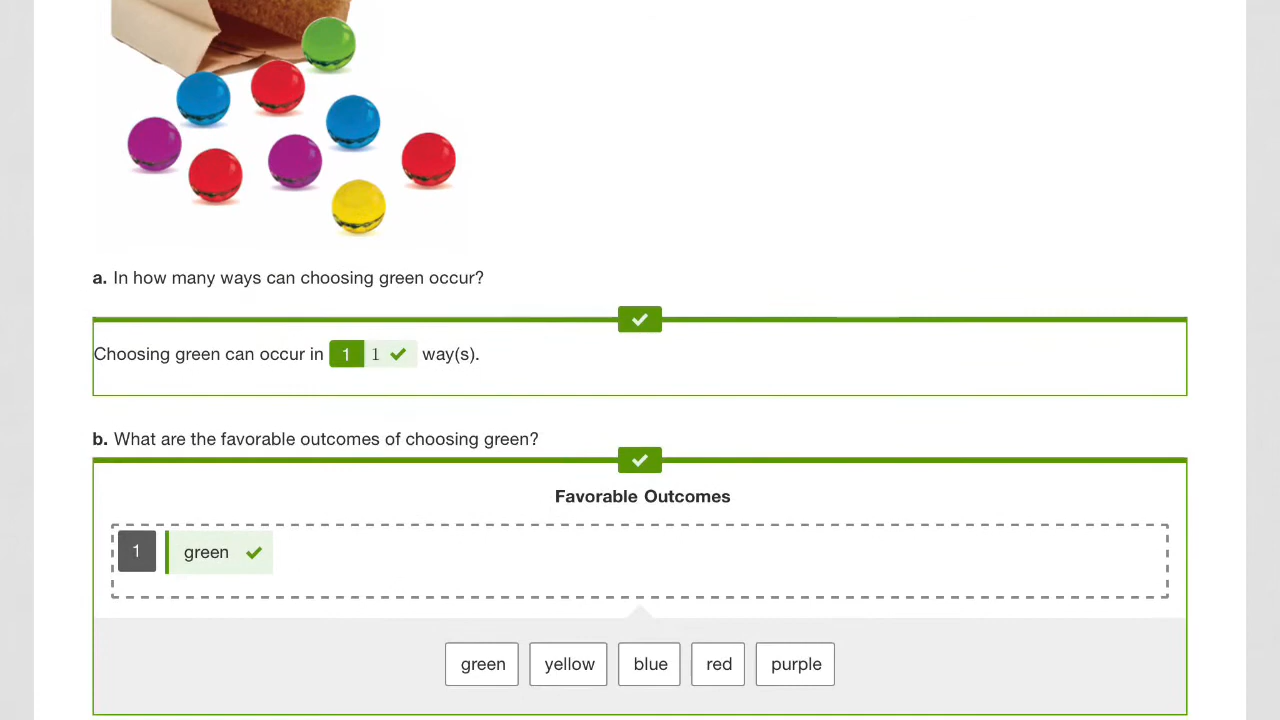 a. In how many ways can choosing green occur?
Choosing green can occur in 1 1 way(s).
b. What are the favorable outcomes of choosing green?
Favorable Outcomes
1 green
green yellow blue red purple